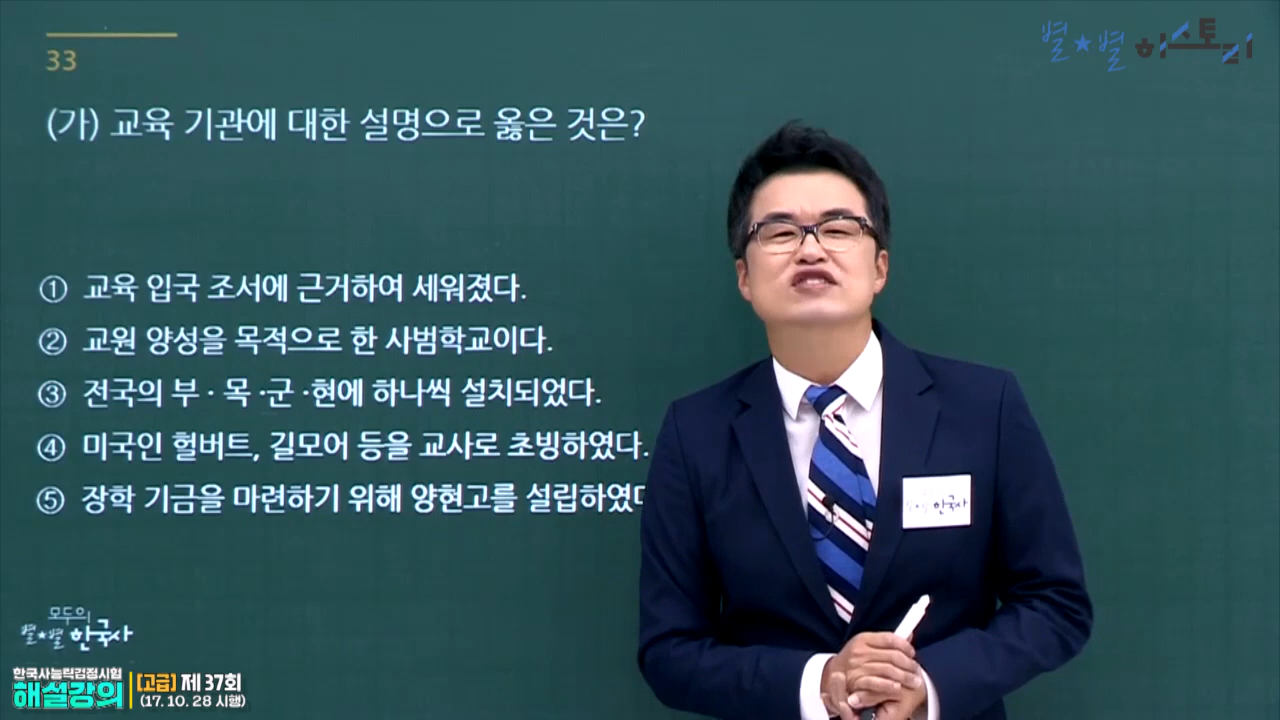 별★별 히스토리
33
(가) 교육 기관에 대한 설명으로 옳은 것은?
① 교육 입국 조서에 근거하여 세워졌다.
② 교원 양성을 목적으로 한 사범학교이다.
③ 전국의 부·목·군·현에 하나씩 설치되었다.
④ 미국인 헐버트, 길모어 등을 교사로 초빙하였다.
⑤ 장학 기금을 마련하기 위해 양현고를 설립하였
한국사
모두의
별★별 한국사
한국사능력검정시험
해설강의
[고급] 제 37회
(17. 10. 28 시행)